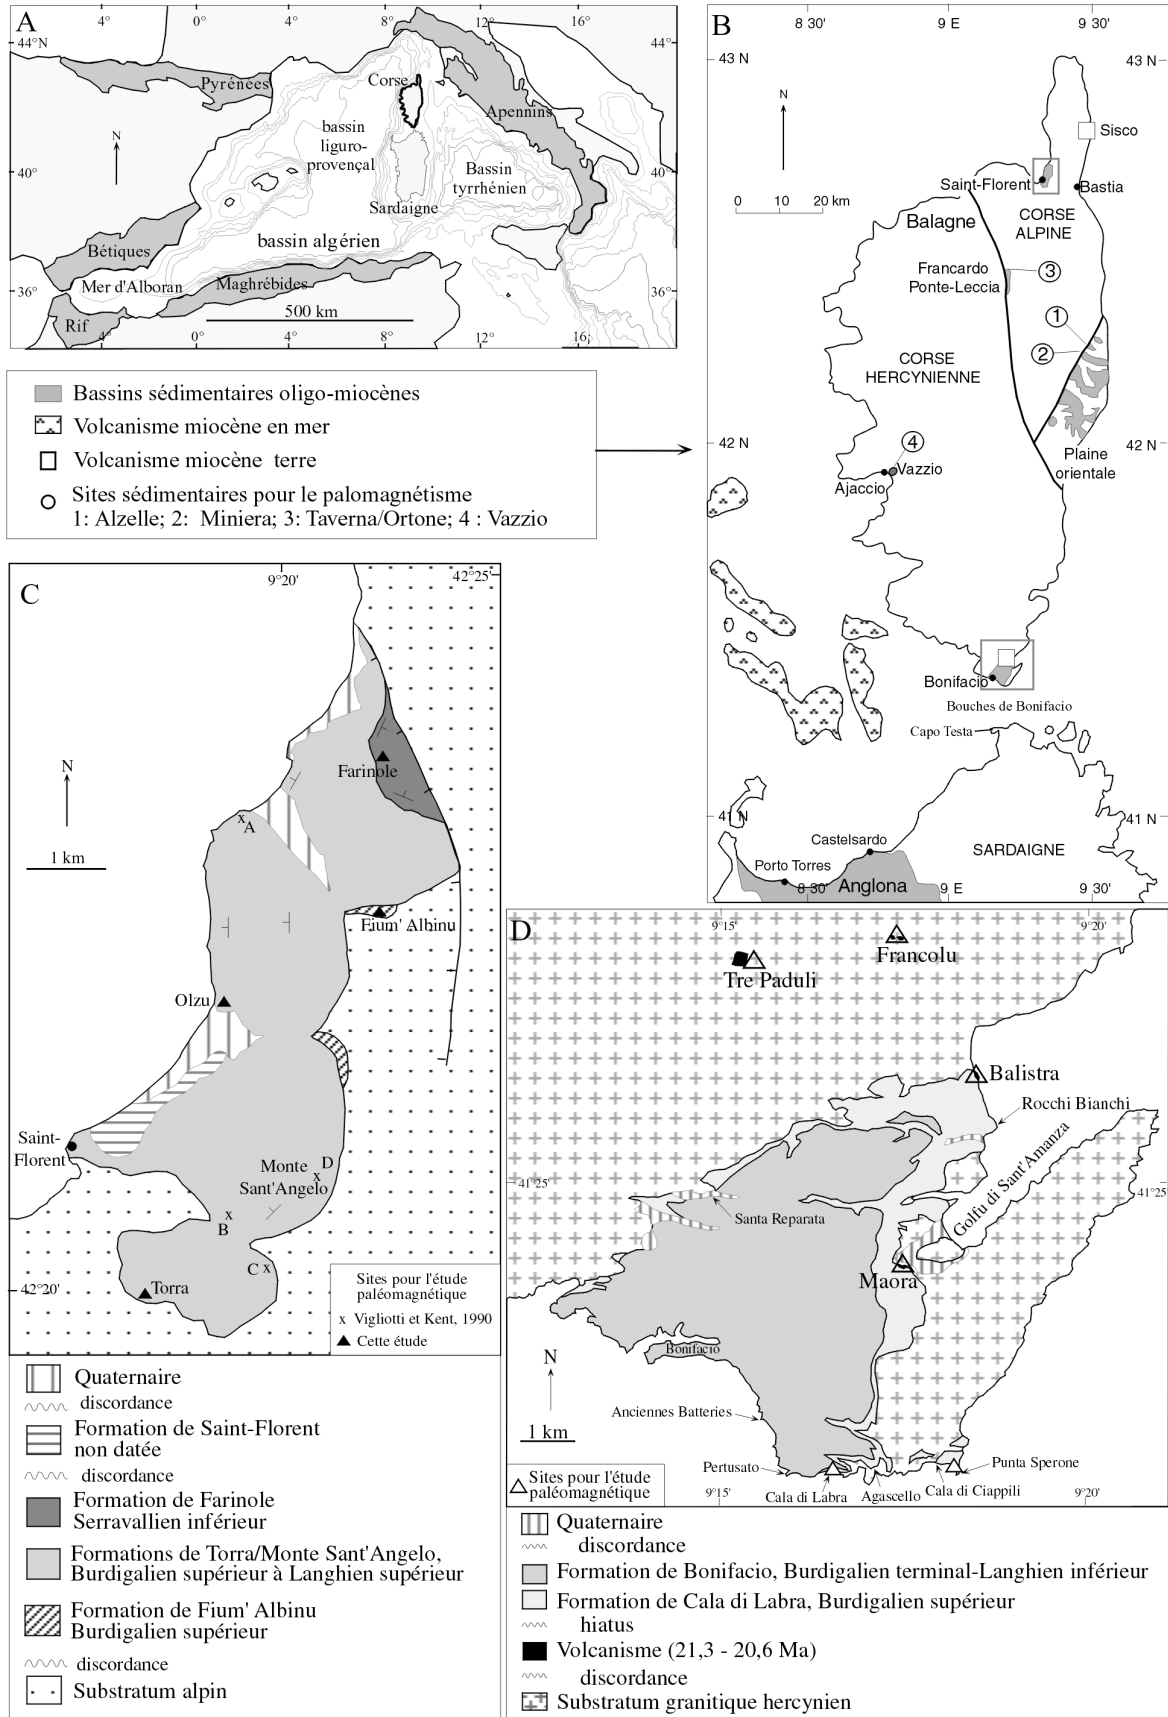 A
4°
0°
4°
8°
12°
16°
44°N
44°
Pyrénées
Corse
Apennins
bassin
liguro-
provençal
N
40°
40°
Bassin
tyrrhénien
Sardaigne
bassin algérien
Bétiques
Mer d'Alboran
Maghrébides
36°
36°
500 km
Rif
4°
0°
4°
8°
12°
16°
Bassins sédimentaires oligo-miocènes
Volcanisme miocène en mer
Volcanisme miocène terre
Sites sédimentaires pour le palomagnétisme
1: Alzelle; 2: Miniera; 3: Taverna/Ortone; 4 : Vazzio
B
8 30'
9 E
9 30'
43 N
43 N
N
Sisco
Saint-Florent
Bastia
0
10
20 km
Balagne
CORSE
ALPINE
Francardo
Ponte-Leccia
3
1
2
CORSE
HERCYNIENNE
4
42 N
42 N
Vazzio
Ajaccio
Plaine
orientale
Bonifacio
Bouches de Bonifacio
Capo Testa
41 N
41 N
Castelsardo
SARDAIGNE
Porto Torres
8 30'
Anglona
9 E
9 30'
C
9°20'
42°25'
N
Farinole
A
1 km
Fium' Albinu
Olzu
Saint-
Florent
Monte
Sant'Angelo
D
B
C
42°20'
Torra
Sites pour l'étude
paléomagnétique
x Vigliotti et Kent, 1990
Cette étude
Quaternaire
discordance
Formation de Saint-Florent
non datée
discordance
Formation de Farinole
Serravallien inférieur
Formations de Torra/Monte Sant'Angelo,
Burdigalien supérieur à Langhien supérieur
Formation de Fium' Albinu
Burdigalien supérieur
discordance
Substratum alpin
D
9°15'
9°20'
Francolu
Tre Paduli
Balistra
Rocchi Bianchi
Golfu di Sant'Amanza
41°25'
41°25'
Santa Reparata
Maora
Bonifacio
N
1 km
Anciennes Batteries
Pertusato
Punta Sperone
Cala di Labra
Agascello
Cala di Ciappili
Sites pour l'étude
paléomagnétique
9°15'
9°20'
Quaternaire
discordance
Formation de Bonifacio, Burdigalien terminal-Langhien inférieur
Formation de Cala di Labra, Burdigalien supérieur
hiatus
Volcanisme (21,3 - 20,6 Ma)
discordance
Substratum granitique hercynien